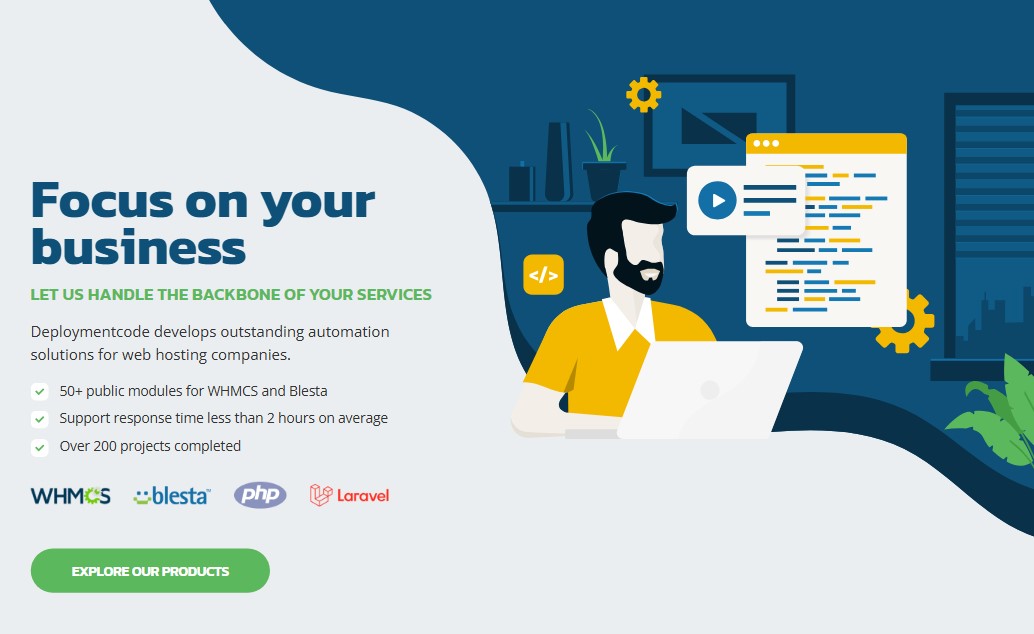 Focus on your
business
LET US HANDLE THE BACKBONE OF YOUR SERVICES
Deploymentcode develops outstanding automation
solutions for web hosting companies.
50+ public modules for WHMCS and Blesta
Support response time less than 2 hours on average
Over 200 projects completed
WHMCS blesta™ php Laravel
EXPLORE OUR PRODUCTS
</>